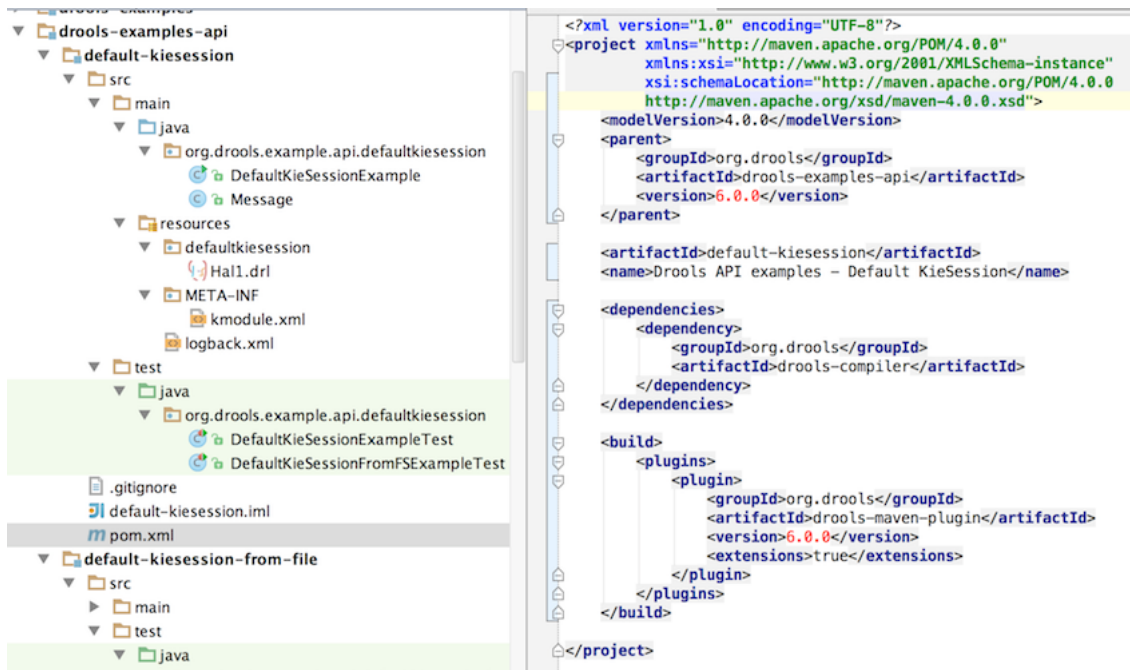 drools-examples
drools-examples-api
default-kiesession
src
main
java
org.drools.example.api.defaultkiesession
DefaultKieSessionExample
Message
resources
defaultkiesession
Hal1.drl
META-INF
kmodule.xml
logback.xml
test
java
org.drools.example.api.defaultkiesession
DefaultKieSessionExampleTest
DefaultKieSessionFromFSExampleTest
.gitignore
default-kiesession.iml
pom.xml
default-kiesession-from-file
src
main
test
java
<?xml version="1.0" encoding="UTF-8"?>
<project xmlns="http://maven.apache.org/POM/4.0.0"
xmlns:xsi="http://www.w3.org/2001/XMLSchema-instance"
xsi:schemaLocation="http://maven.apache.org/POM/4.0.0
http://maven.apache.org/xsd/maven-4.0.0.xsd">
<modelVersion>4.0.0</modelVersion>
<parent>
<groupId>org.drools</groupId>
<artifactId>drools-examples-api</artifactId>
<version>6.0.0</version>
</parent>
<artifactId>default-kiesession</artifactId>
<name>Drools API examples - Default KieSession</name>
<dependencies>
<dependency>
<groupId>org.drools</groupId>
<artifactId>drools-compiler</artifactId>
</dependency>
</dependencies>
<build>
<plugins>
<plugin>
<groupId>org.drools</groupId>
<artifactId>drools-maven-plugin</artifactId>
<version>6.0.0</version>
<extensions>true</extensions>
</plugin>
</plugins>
</build>
</project>